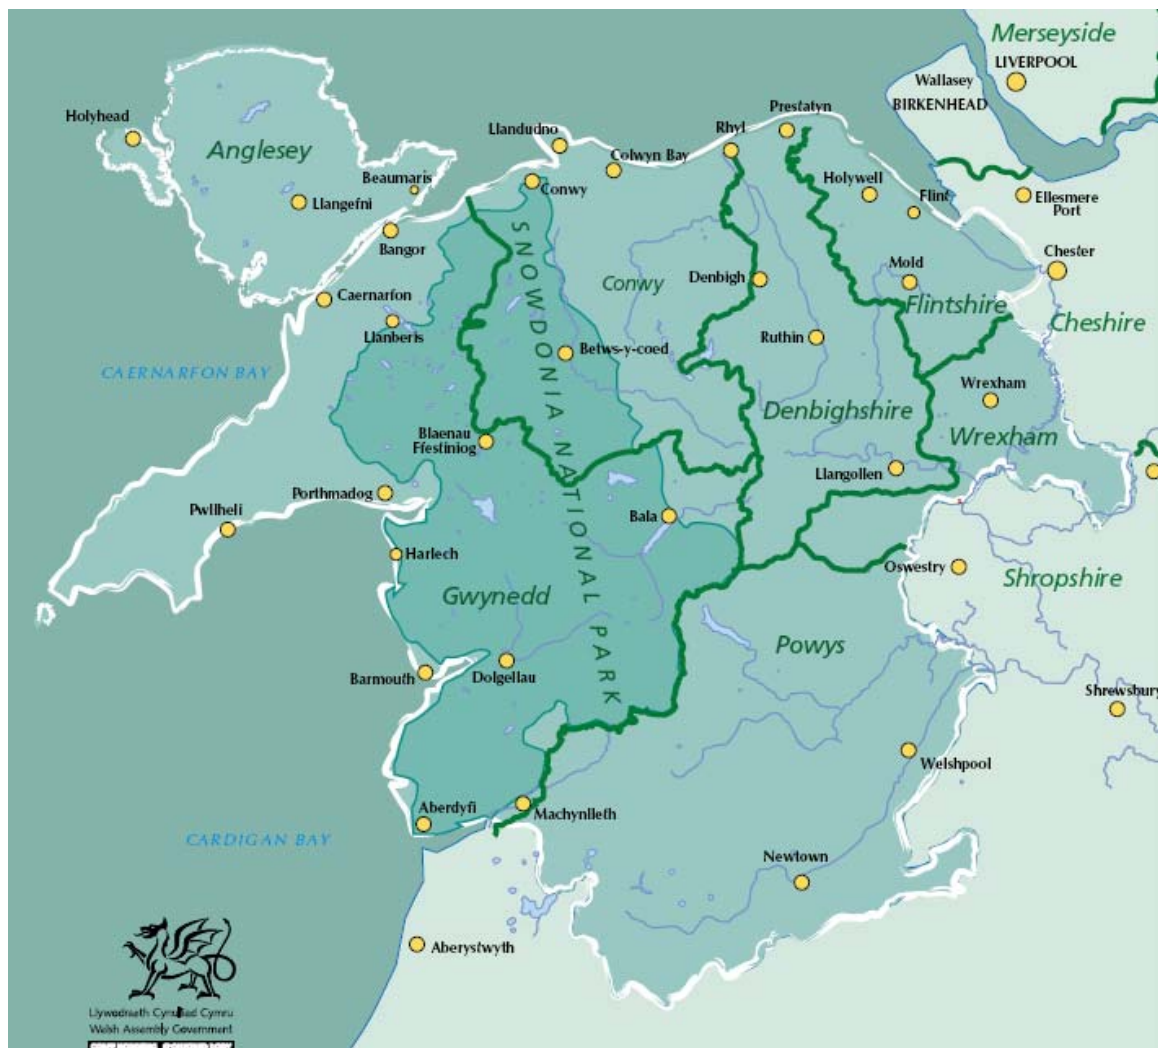 Merseyside
LIVERPOOL
Wallasey
BIRKENHEAD
Prestatyn
Holyhead
Llandudno
Rhyl
Anglesey
Colwyn Bay
Beaumaris
Conwy
Holywell
Flint
Ellesmere
Port
Llangefni
Bangor
Chester
Mold
Conwy
Denbigh
Caernarfon
Flintshire
Llanberis
Cheshire
Ruthin
Betws-y-coed
CAERNARFON BAY
SNOWDONIA NATIONAL PARK
Wrexham
Denbighshire
Blaenau
Ffestiniog
Wrexham
Llangollen
Porthmadog
Pwllheli
Bala
Harlech
Oswestry
Shropshire
Gwynedd
Powys
Barmouth
Dolgellau
Shrewsbury
Welshpool
Aberdyfi
Machynlleth
CARDIGAN BAY
Newtown
Aberystwyth
Llywodraeth Cynulliad Cymru
Welsh Assembly Government